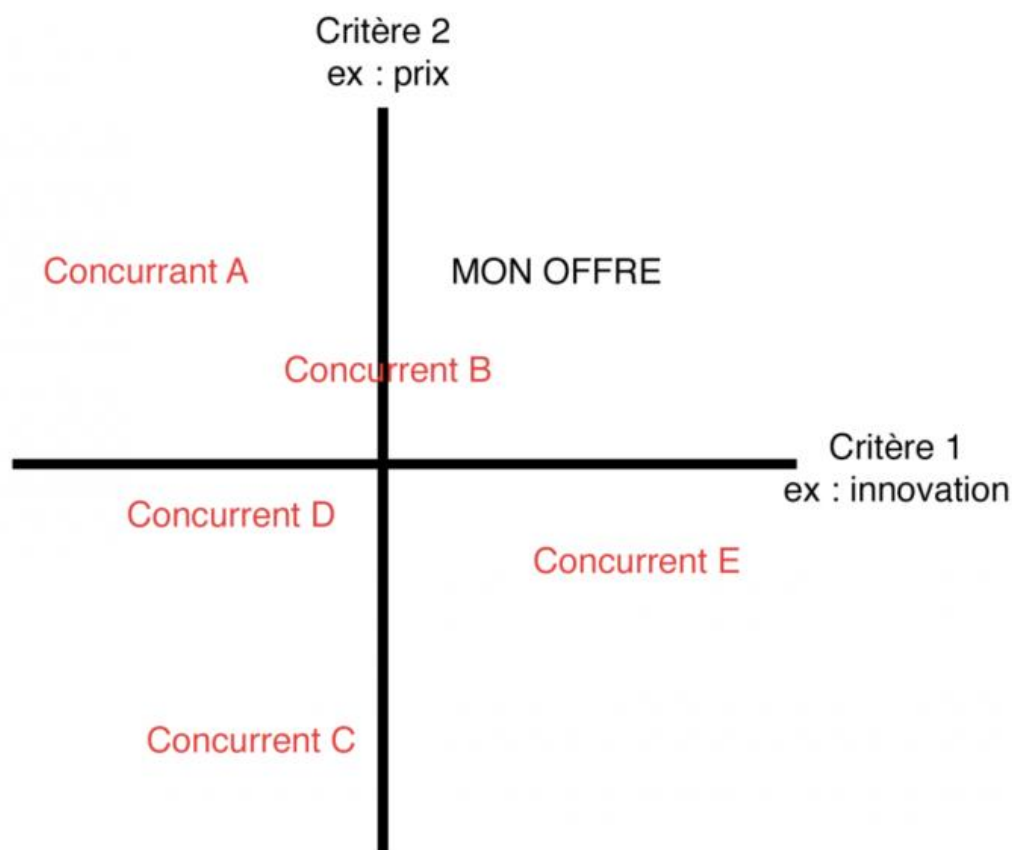 Critère 2
ex : prix
Concurrant A
MON OFFRE
Concurrent B
Critère 1
ex : innovation
Concurrent D
Concurrent E
Concurrent C